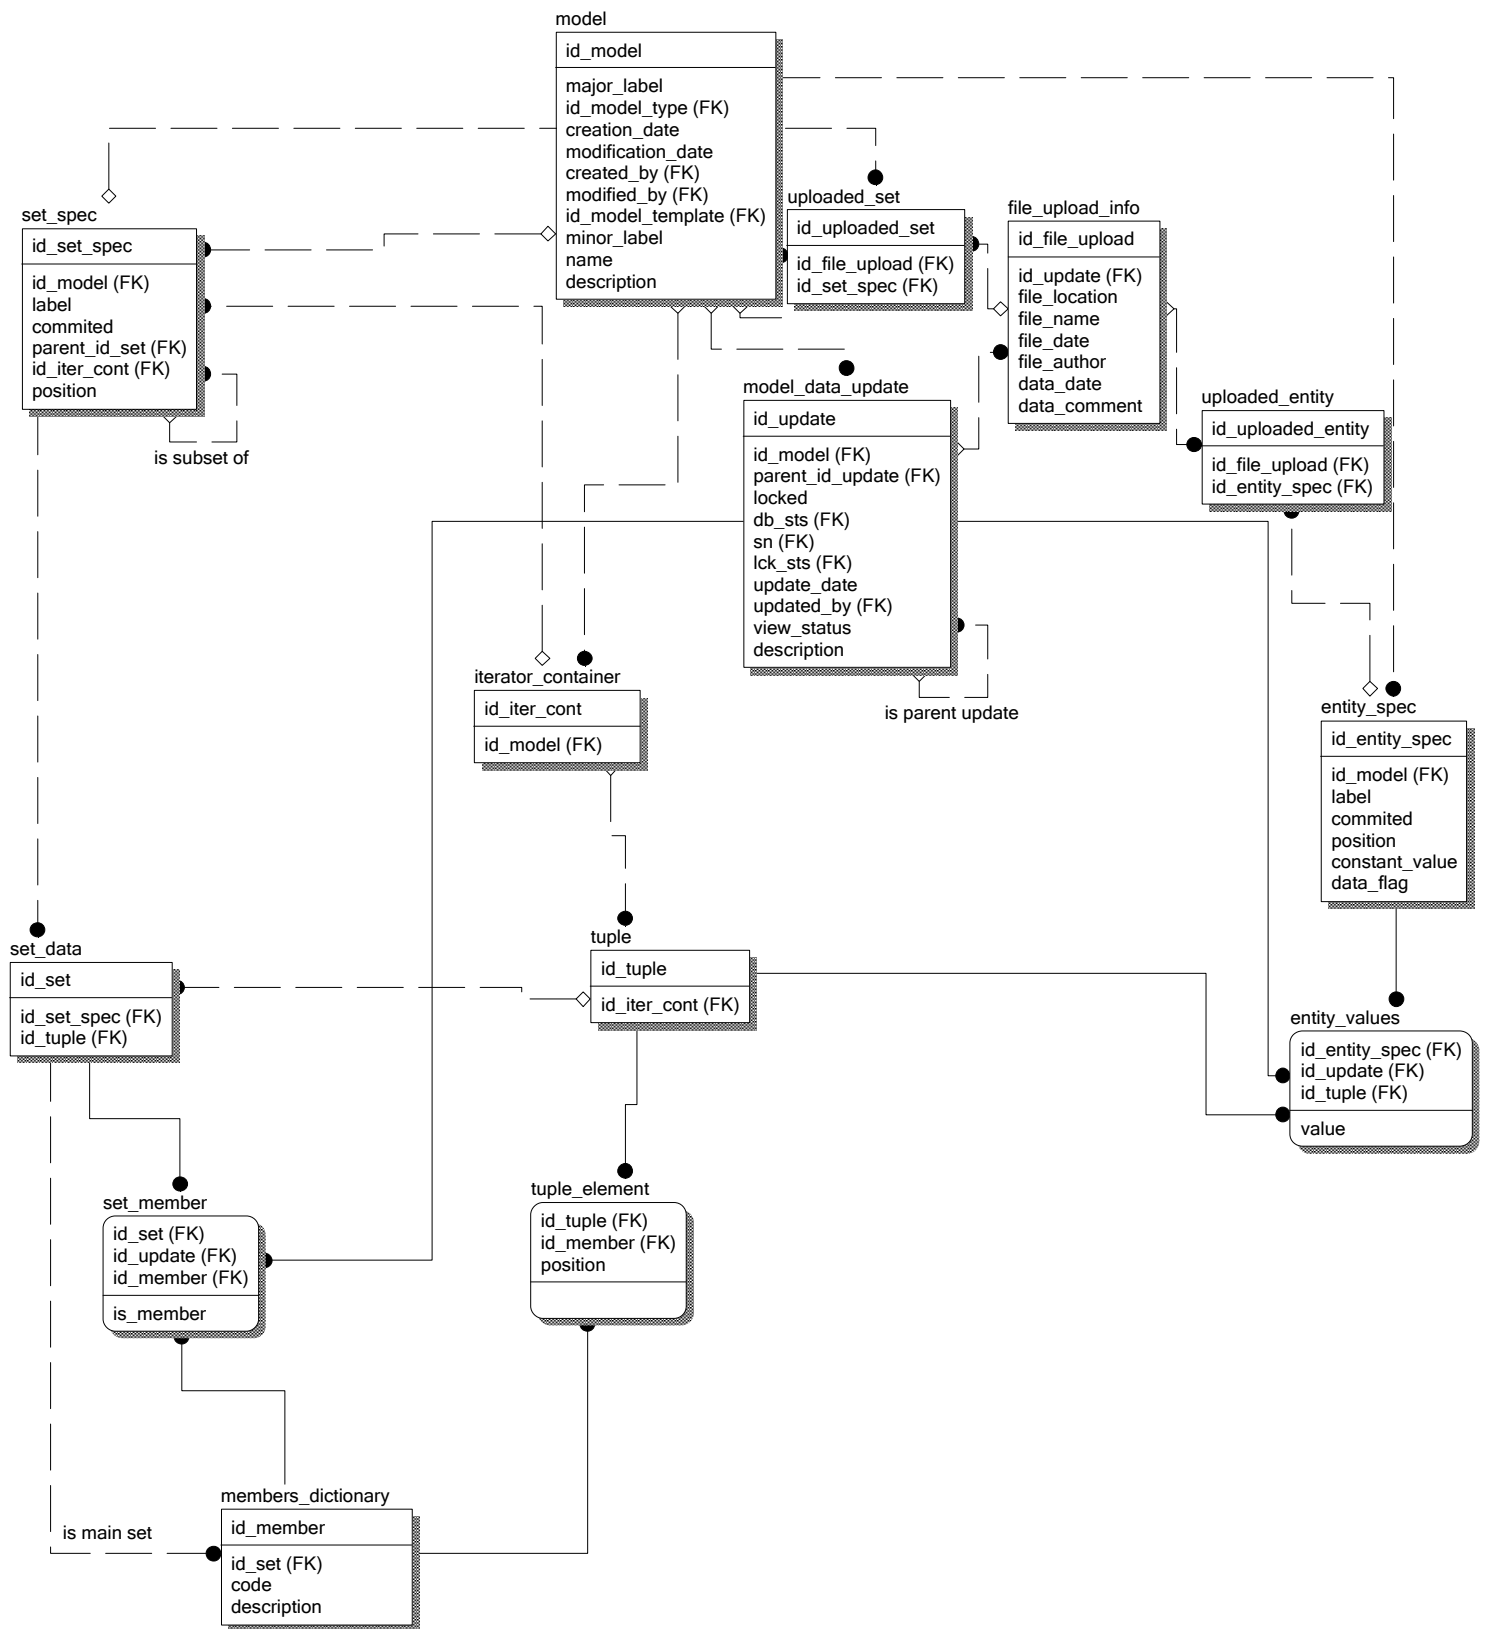 model
id_model
major_label
id_model_type (FK)
creation_date
modification_date
created_by (FK)
modified_by (FK)
id_model_template (FK)
minor_label
name
description
set_spec
id_set_spec
id_model (FK)
label
commited
parent_id_set (FK)
id_iter_cont (FK)
position
is subset of
uploaded_set
id_uploaded_set
id_file_upload (FK)
id_set_spec (FK)
file_upload_info
id_file_upload
id_update (FK)
file_location
file_name
file_date
file_author
data_date
data_comment
model_data_update
id_update
id_model (FK)
parent_id_update (FK)
locked
db_sts (FK)
sn (FK)
lck_sts (FK)
update_date
updated_by (FK)
view_status
description
is parent update
uploaded_entity
id_uploaded_entity
id_file_upload (FK)
id_entity_spec (FK)
iterator_container
id_iter_cont
id_model (FK)
entity_spec
id_entity_spec
id_model (FK)
label
commited
position
constant_value
data_flag
set_data
id_set
id_set_spec (FK)
id_tuple (FK)
tuple
id_tuple
id_iter_cont (FK)
entity_values
id_entity_spec (FK)
id_update (FK)
id_tuple (FK)
value
set_member
id_set (FK)
id_update (FK)
id_member (FK)
is_member
tuple_element
id_tuple (FK)
id_member (FK)
position
members_dictionary
id_member
id_set (FK)
code
description
is main set